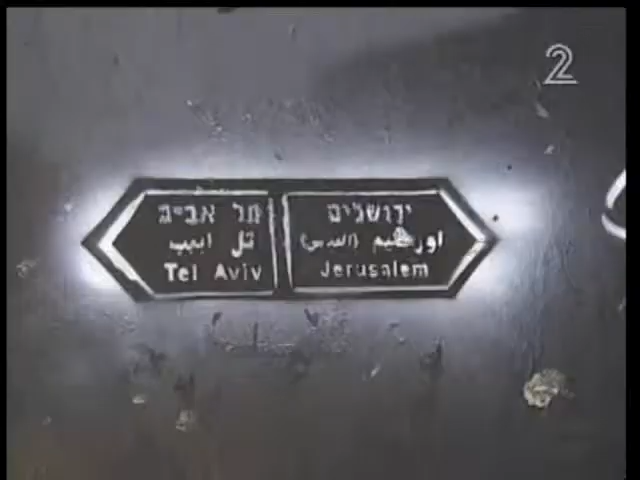 2
תל אביב
تل ابيب
Tel Aviv
ירושלים
اورشليم (القدس)
Jerusalem